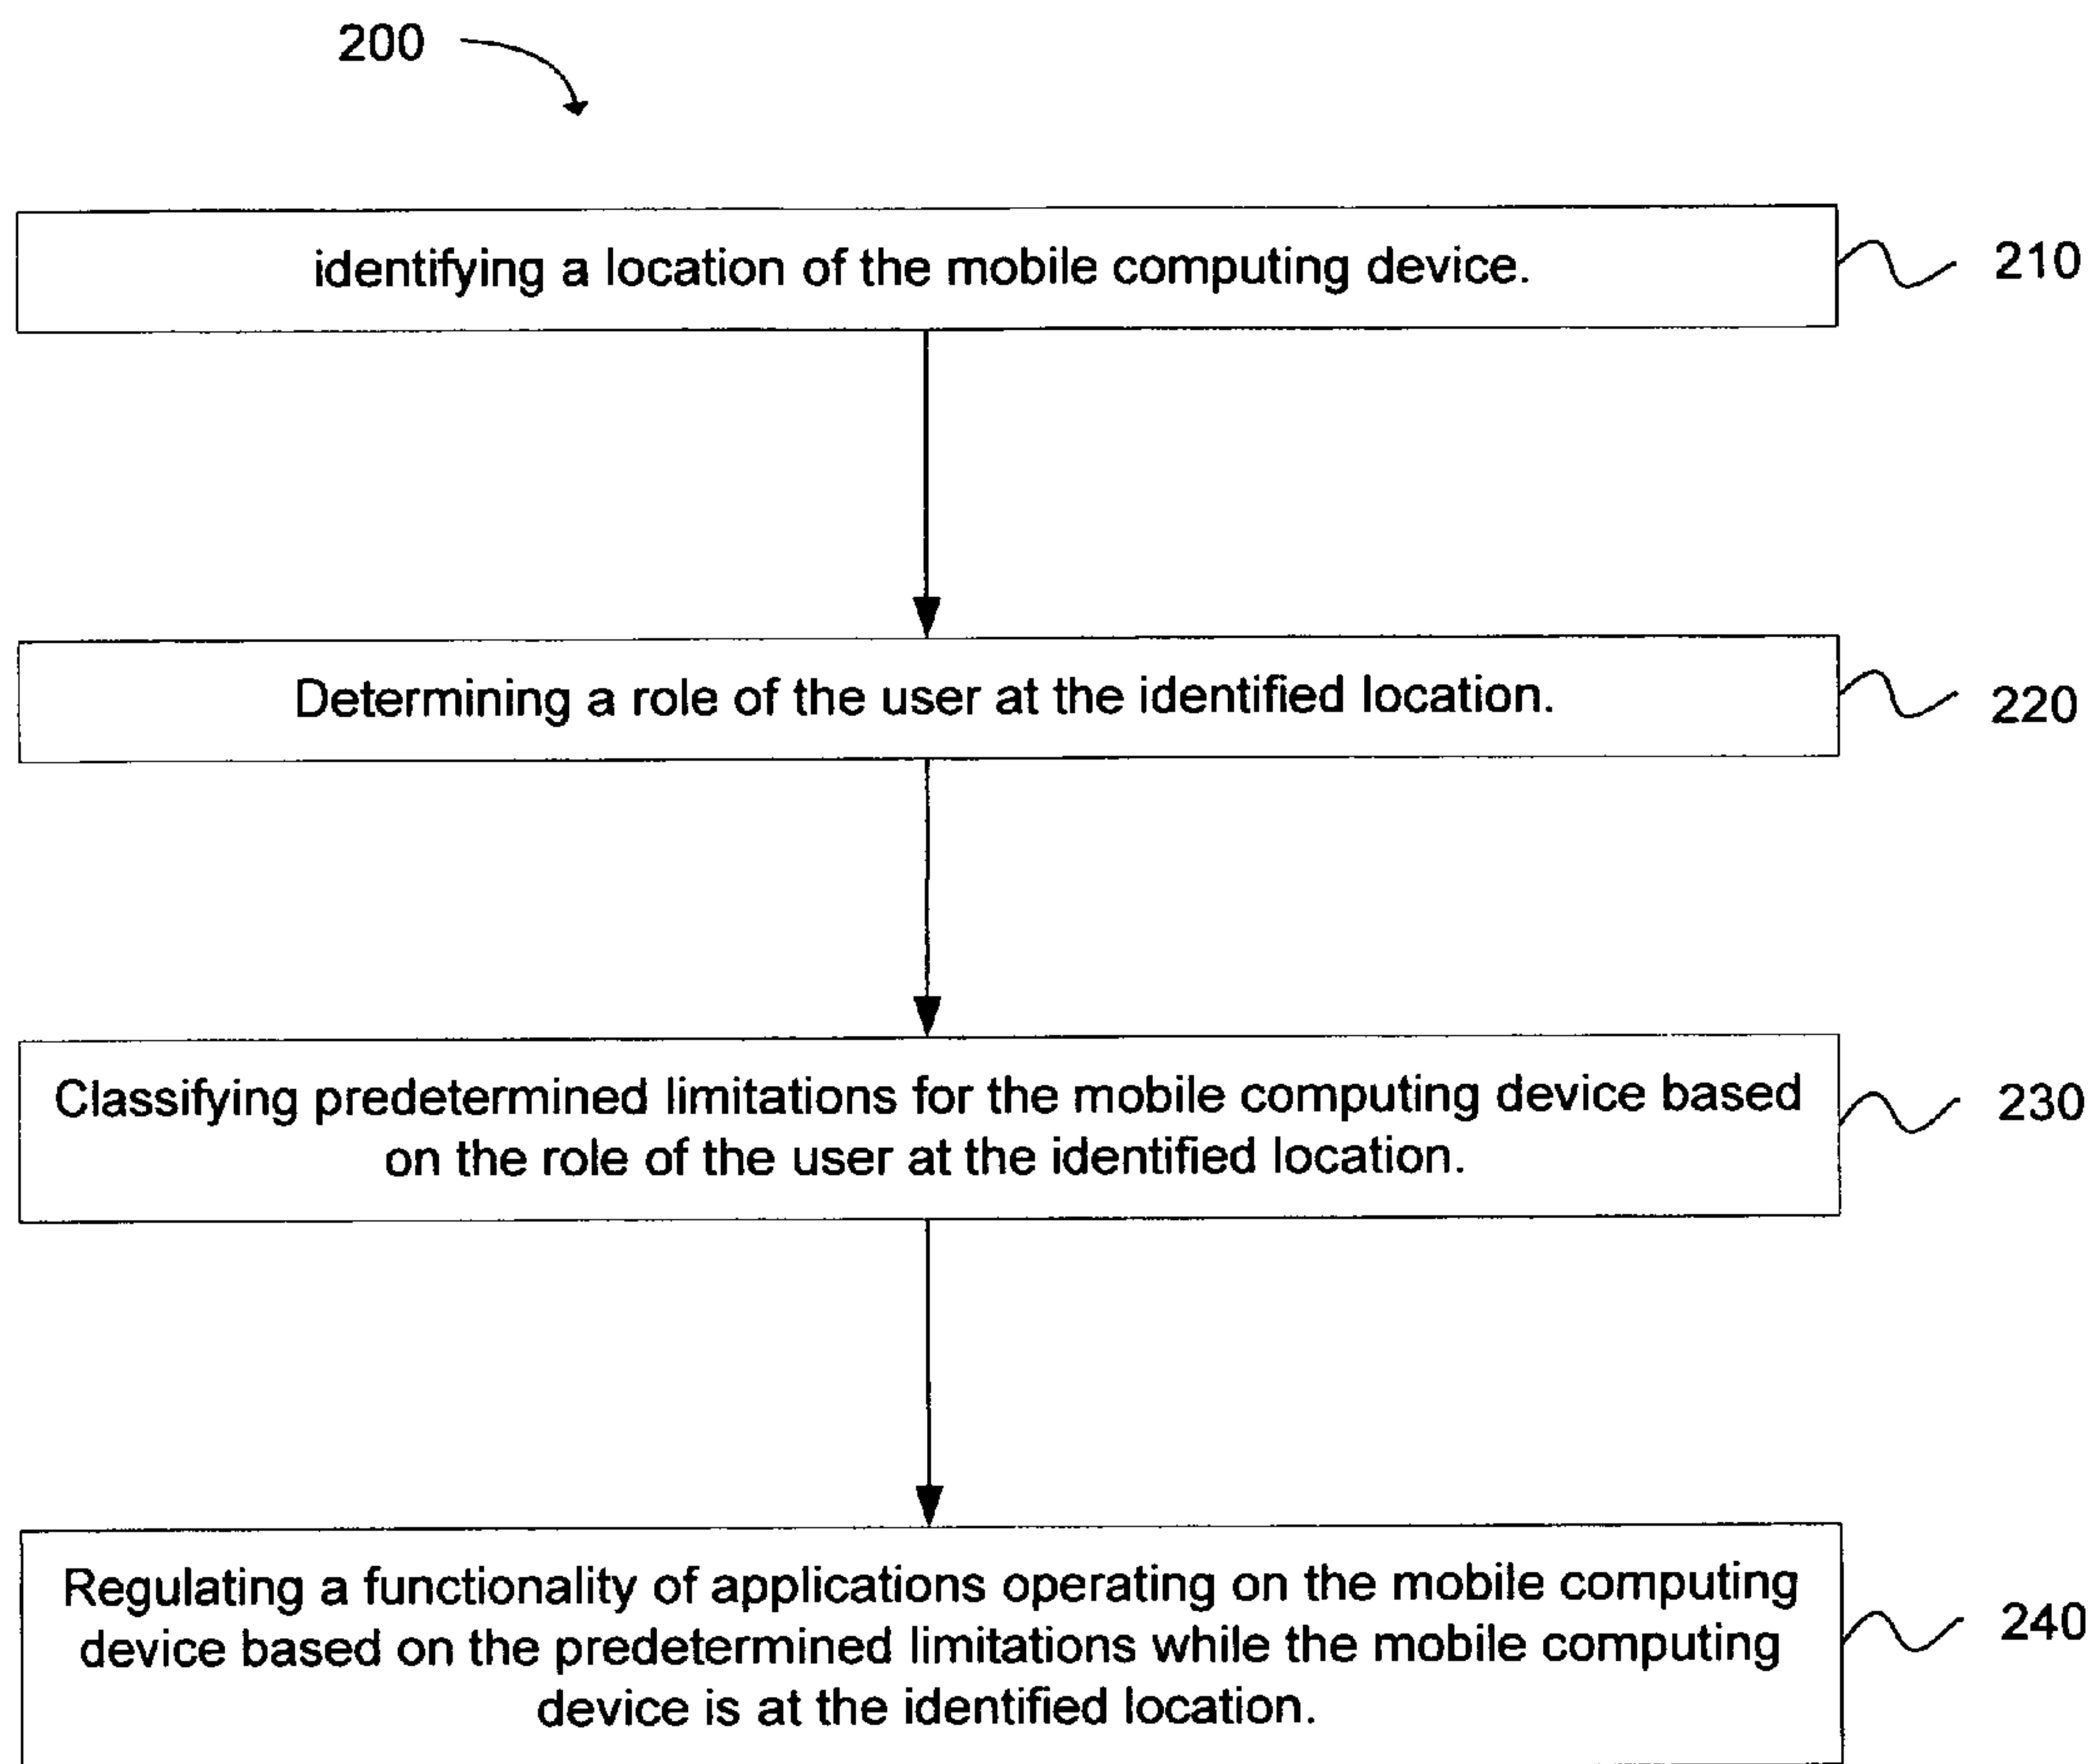 200
identifying a location of the mobile computing device.
210
Determining a role of the user at the identified location.
220
Classifying predetermined limitations for the mobile computing device based
on the role of the user at the identified location.
230
Regulating a functionality of applications operating on the mobile computing
device based on the predetermined limitations while the mobile computing
device is at the identified location.
240